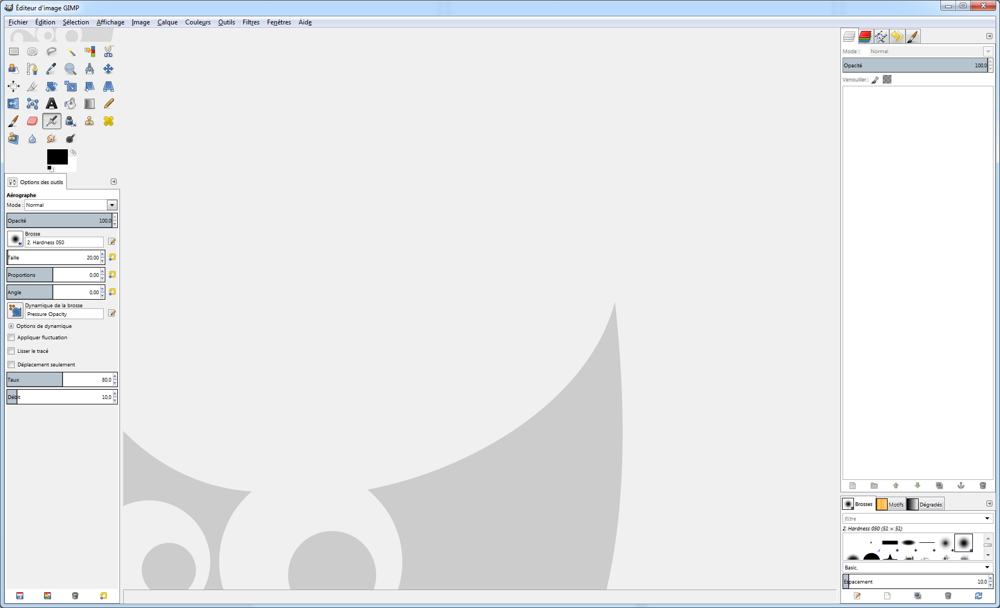 Éditeur d'image GIMP
Fichier Édition Sélection Affichage Image Calque Couleurs Outils Filtres Fenêtres Aide
Options des outils
Aérographe
Mode : Normal
Opacité 100,0
Brosse
2. Hardness 050
Taille 20,00
Proportions 0,00
Angle 0,00
Dynamique de la brosse
Pressure Opacity
Options de dynamique
Appliquer fluctuation
Lisser le tracé
Déplacement seulement
Taux 80,0
Débit 10,0
Mode : Normal
Opacité 100,0
Verrouiller :
Brosses Motifs Dégradés
filtre
2. Hardness 050 (51 × 51)
Basic,
Espacement 10,0